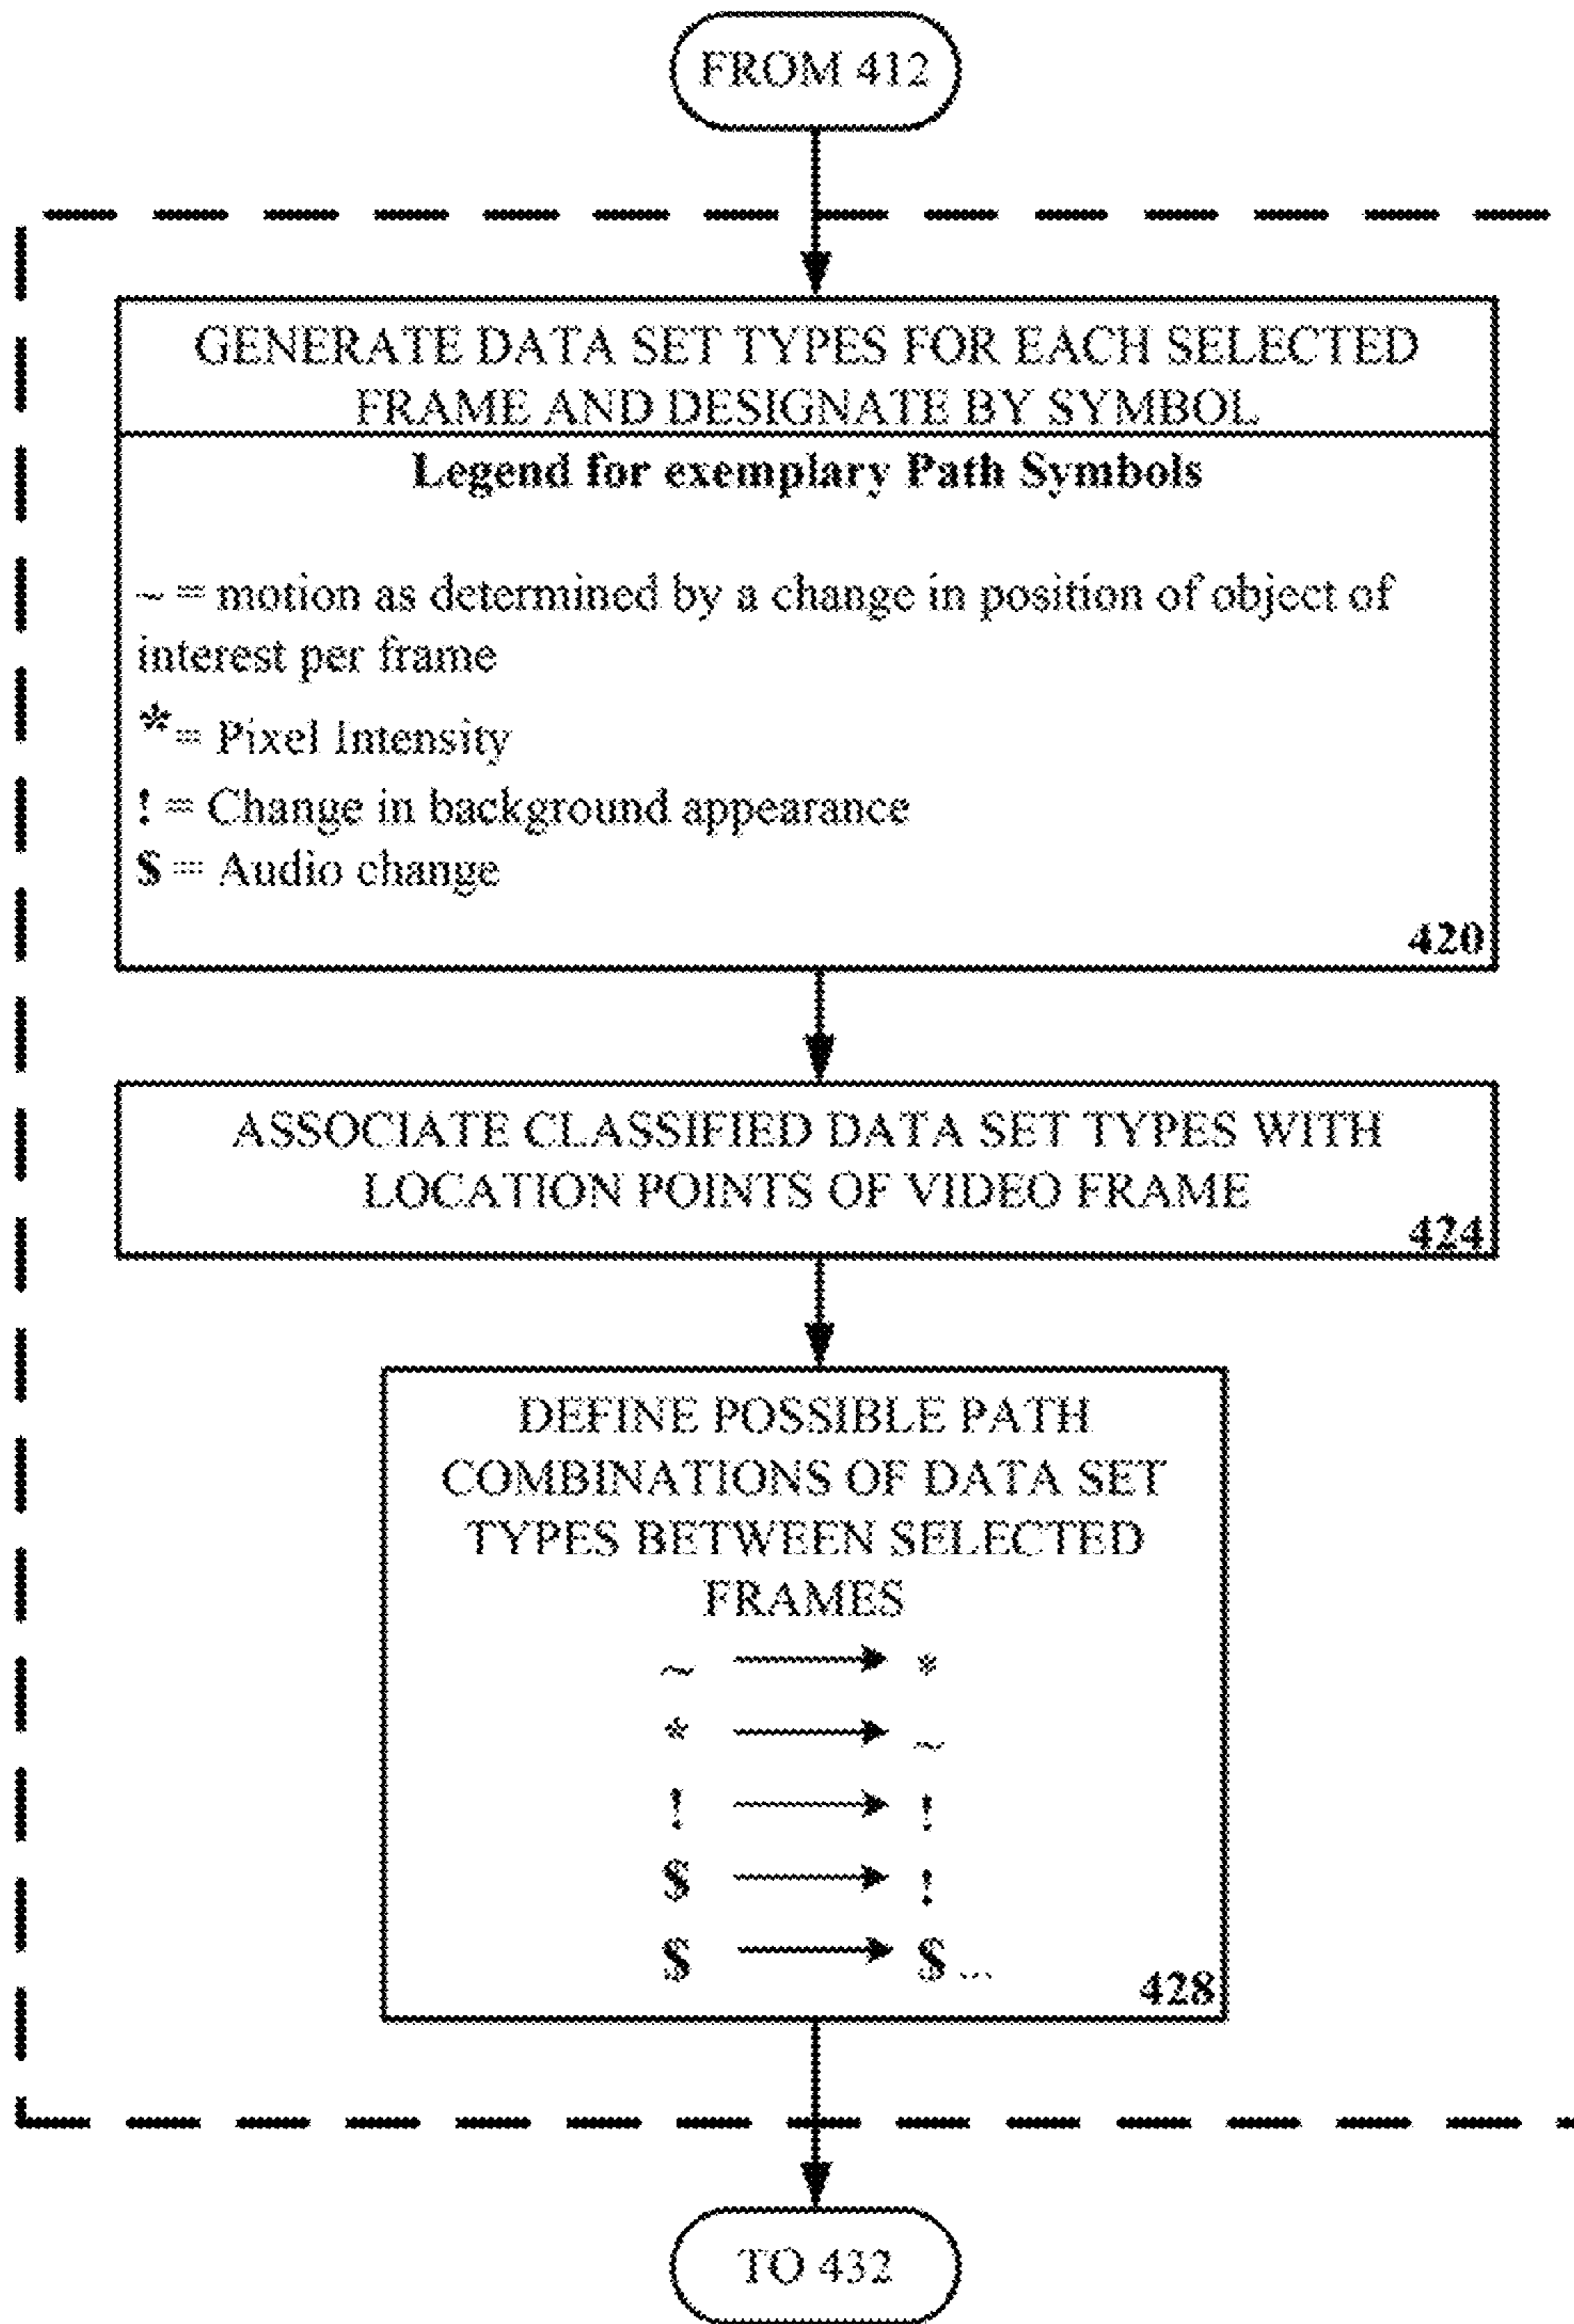 FROM 412
GENERATE DATA SET TYPES FOR EACH SELECTED
FRAME AND DESIGNATE BY SYMBOL
Legend for exemplary Path Symbols
~ = motion as determined by a change in position of object of
interest per frame
*= Pixel Intensity
! = Change in background appearance
$ = Audio change
420
ASSOCIATE CLASSIFIED DATA SET TYPES WITH
LOCATION POINTS OF VIDEO FRAME
424
DEFINE POSSIBLE PATH
COMBINATIONS OF DATA SET
TYPES BETWEEN SELECTED
FRAMES
~ → *
* → ~
! → !
$ → !
$ → $ ...
428
TO 432